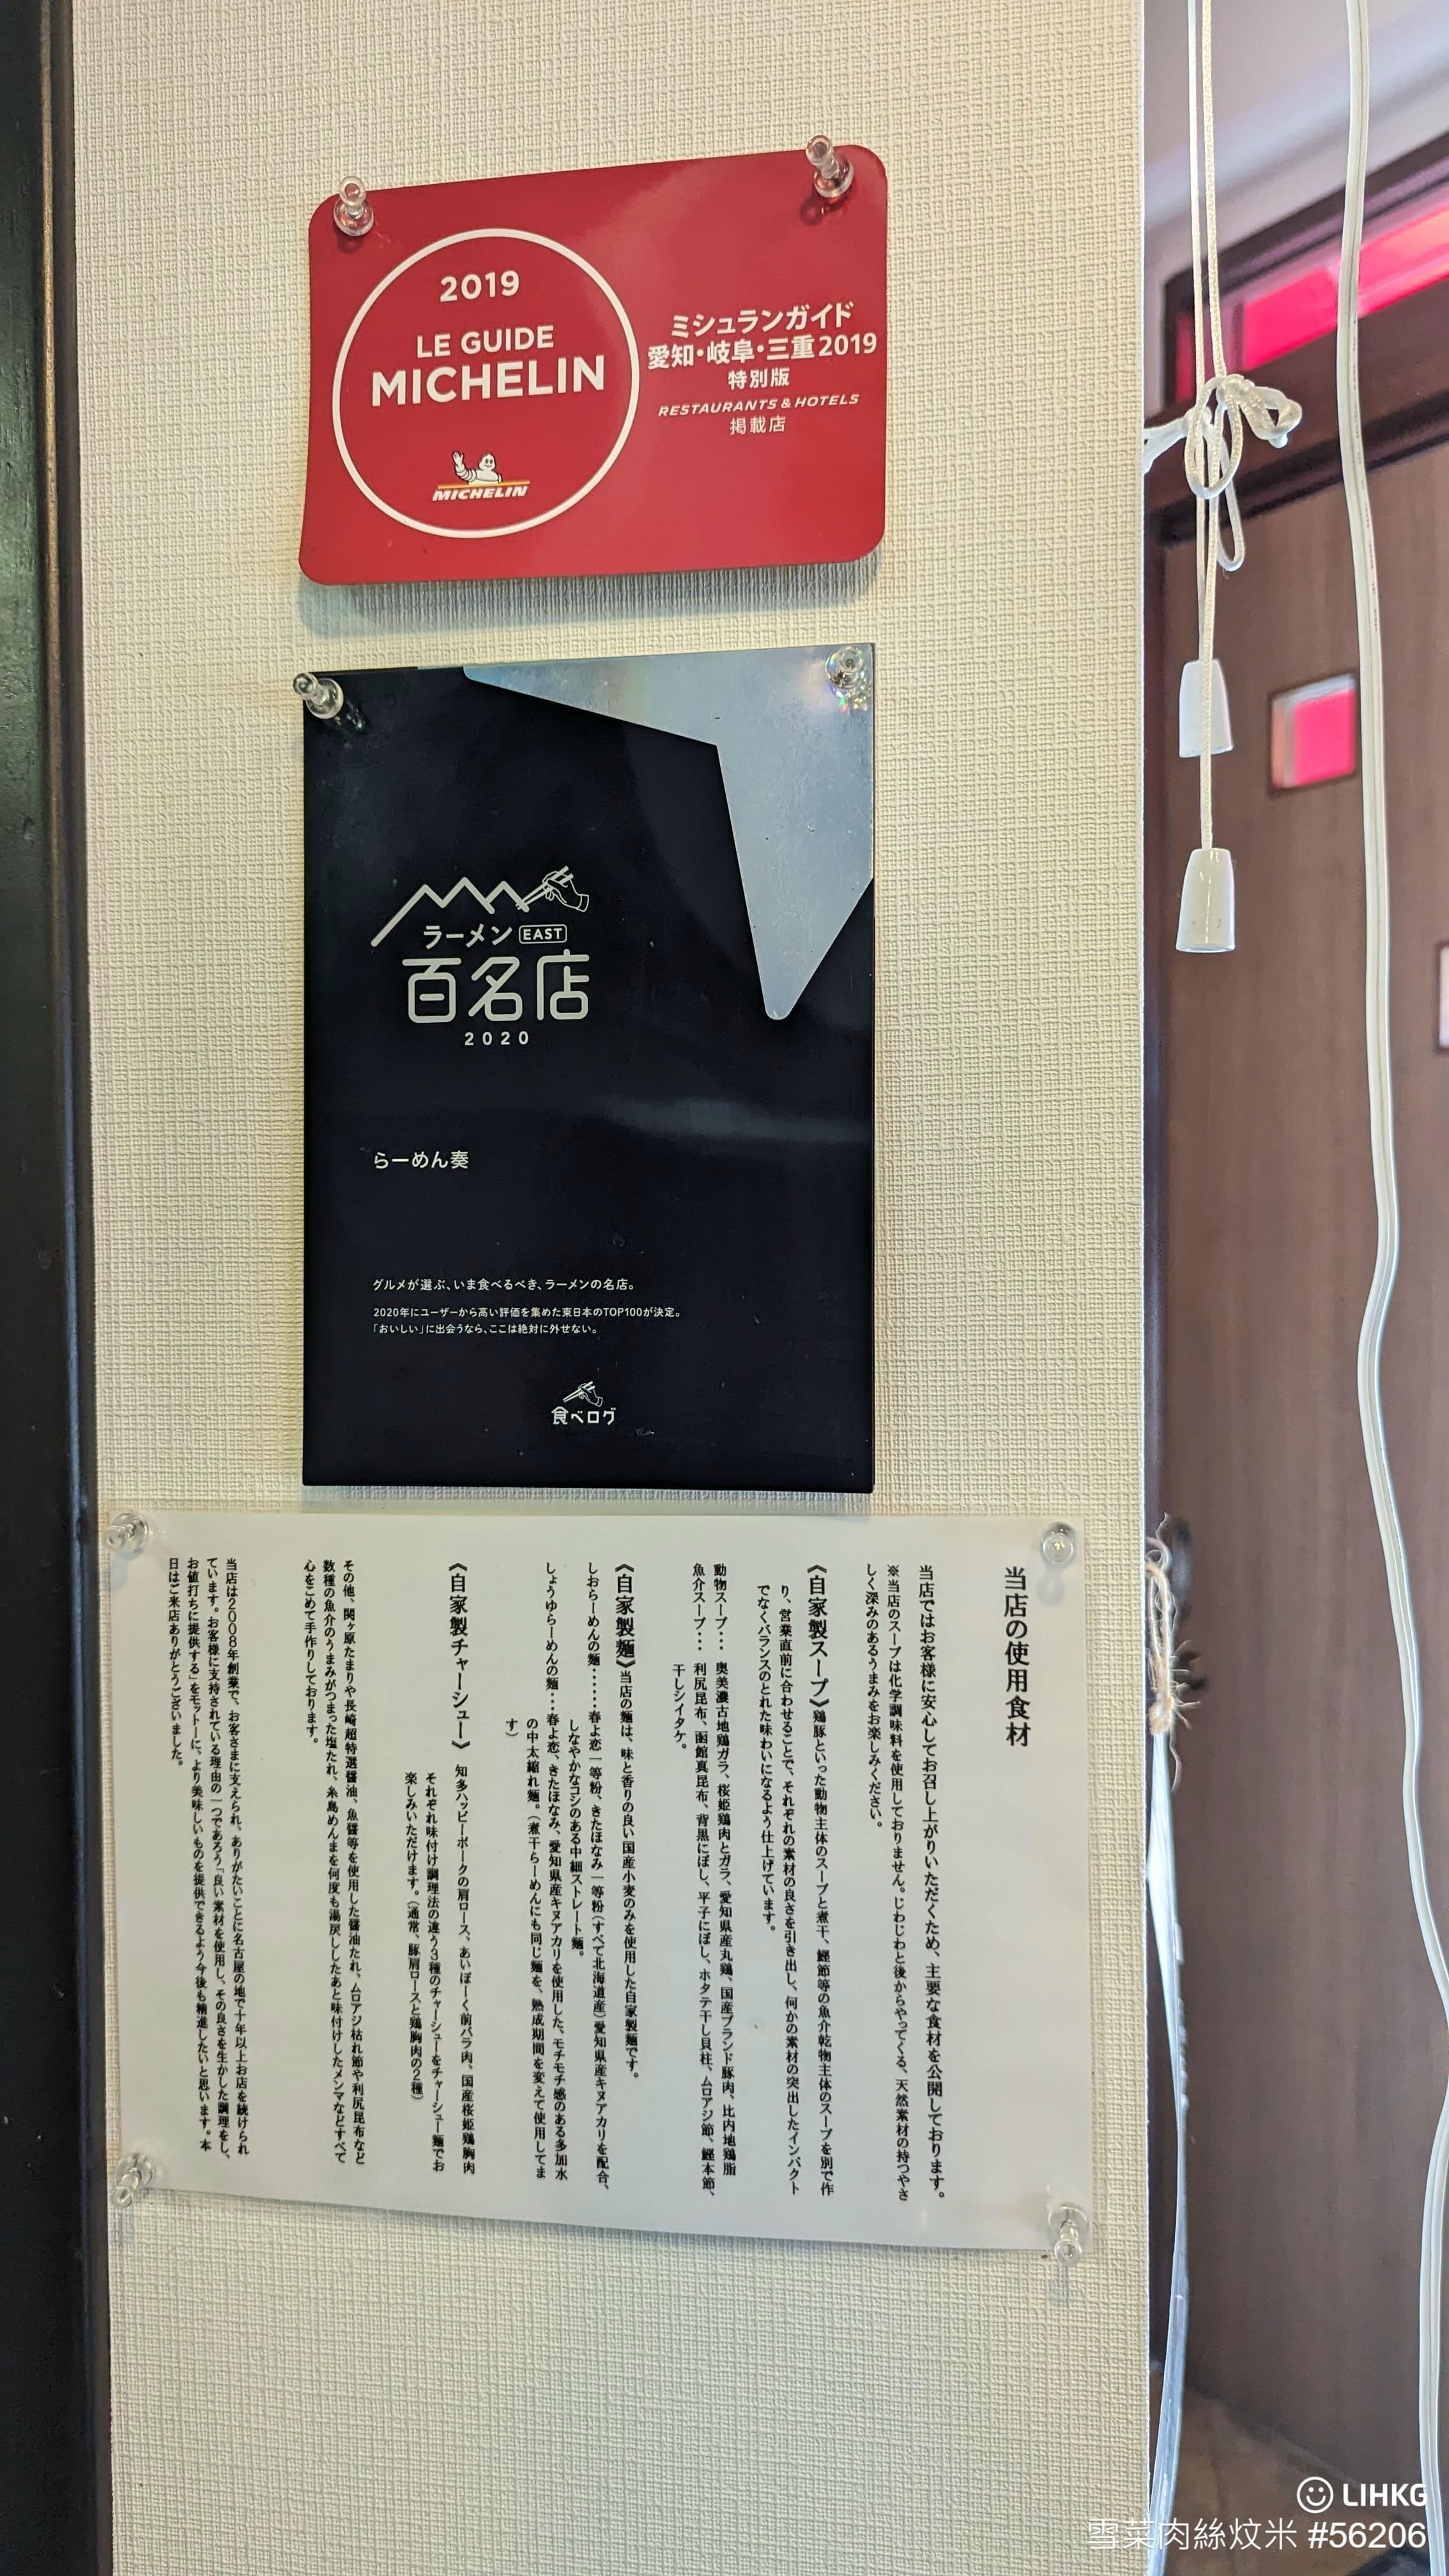 2019
LE GUIDE
MICHELIN
MICHELIN
ミシュランガイド
愛知・岐阜・三重2019
特別版
RESTAURANTS & HOTELS
掲載店
ラーメン EAST
百名店
2020
らーめん奏
グルメが選ぶ、いま食べるべき、ラーメンの名店。
2020年にユーザーから高い評価を集めた東日本のTOP100が決定。
「おいしい」に出会うなら、ここは絶対に外せない。
食べログ
当店の使用食材
当店ではお客様に安心してお召し上がりいただくため、主要な食材を公開しております。
※当店のスープは化学調味料を使用しておりません。じわじわと後からやってくる、天然素材の持つやさ
しく深みのあるうまみをお楽しみください。
《自家製スープ》鶏豚といった動物主体のスープと煮干、鰹節等の魚介乾物主体のスープを別で作
り、営業直前に合わせることで、それぞれの素材の良さを引き出し、何かの素材の突出したインパクト
でなくバランスのとれた味わいになるよう仕上げています。
動物スープ･･･ 奥美濃古地鶏ガラ、桜姫鶏肉とガラ、愛知県産丸鶏、国産ブランド豚肉、比内地鶏脂
魚介スープ･･･ 利尻昆布、函館真昆布、背黒にぼし、平子にぼし、ホタテ干し貝柱、ムロアジ節、鰹本節、
干しシイタケ。
《自家製麺》当店の麺は、味と香りの良い国産小麦のみを使用した自家製麺です。
しおらーめんの麺･･････春よ恋一等粉、きたほなみ一等粉(すべて北海道産)愛知県産キヌアカリを配合、
しなやかなコシのある中細ストレート麺。
しょうゆらーめんの麺･･･春よ恋、きたほなみ、愛知県産キヌアカリを使用した、モチモチ感のある多加水
の中太縮れ麺。(煮干らーめんにも同じ麺を、熟成期間を変えて使用してま
す)
《自家製チャーシュー》 知多ハッピーポークの肩ロース、あいぽーく前バラ肉、国産桜姫鶏胸肉
それぞれ味付け調理法の違う3種のチャーシューをチャーシュー麺でお
楽しみいただけます。(通常、豚肩ロースと鶏胸肉の2種)
その他、関ヶ原たまりや長崎超特選醤油、魚醤等を使用した醤油たれ、ムロアジ枯れ節や利尻昆布など
数種の魚介のうまみがつまった塩たれ、糸島めんまを何度も湯戻ししたあと味付けしたメンマなどすべて
心をこめて手作りしております。
当店は2008年創業で、お客さまに支えられ、ありがたいことに名古屋の地で十年以上お店を続けられ
ています。お客様に支持されている理由の一つであろう「良い素材を使用し、その良さを生かした調理をし、
お値打ちに提供する」をモットーに、より美味しいものを提供できるよう今後も精進したいと思います。本
日はご来店ありがとうございました。
LIHKG
雪菜肉絲炆米 #56206